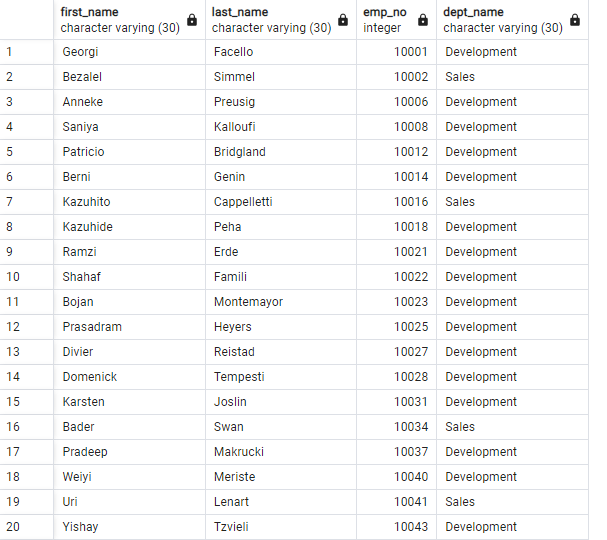 first_name last_name emp_no dept_name
character varying (30) character varying (30) integer character varying (30)
1 Georgi Facello 10001 Development
2 Bezalel Simmel 10002 Sales
3 Anneke Preusig 10006 Development
4 Saniya Kalloufi 10008 Development
5 Patricio Bridgland 10012 Development
6 Berni Genin 10014 Development
7 Kazuhito Cappelletti 10016 Sales
8 Kazuhide Peha 10018 Development
9 Ramzi Erde 10021 Development
10 Shahaf Famili 10022 Development
11 Bojan Montemayor 10023 Development
12 Prasadram Heyers 10025 Development
13 Divier Reistad 10027 Development
14 Domenick Tempesti 10028 Development
15 Karsten Joslin 10031 Development
16 Bader Swan 10034 Sales
17 Pradeep Makrucki 10037 Development
18 Weiyi Meriste 10040 Development
19 Uri Lenart 10041 Sales
20 Yishay Tzvieli 10043 Development